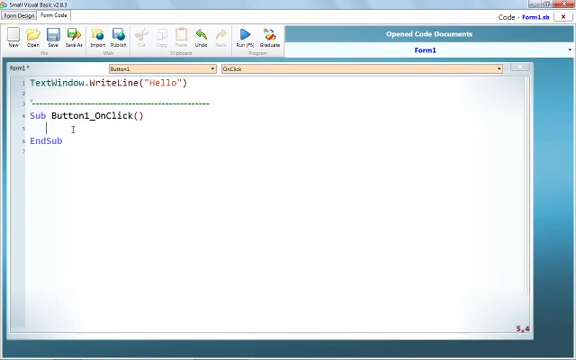 Small Visual Basic v2.8.3
Form Design
Form Code
Code - Form1.sb
New
Open
Save
Save As
Import
Publish
Cut
Copy
Paste
Undo
Run (F5)
Graduate
File
Web
Clipboard
Program
Opened Code Documents
Form1
Form1 *
Button1
OnClick
1 TextWindow.WriteLine("Hello")
2
3 '------------------------------------------------
4 Sub Button1_OnClick()
5
6 EndSub
7
5,4